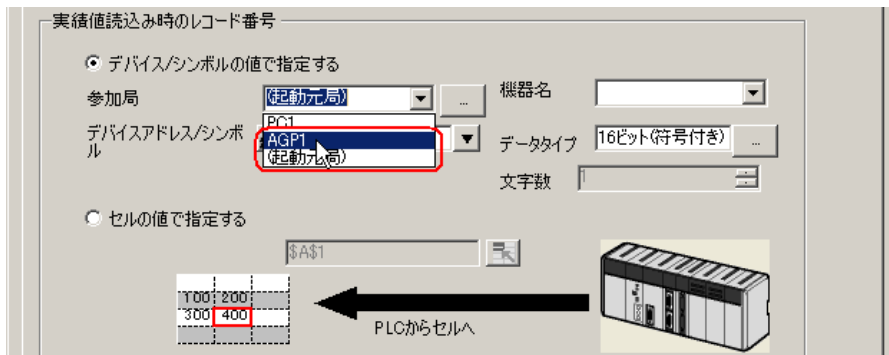 実績値読込み時のレコード番号
デバイス/シンボルの値で指定する
参加局 (起動元局) ... 機器名
PC1
AGP1
(起動元局)
デバイスアドレス/シンボ
ル
データタイプ 16ビット(符号付き) ...
文字数 1
セルの値で指定する
$A$1
100 200
300 400
PLCからセルへ